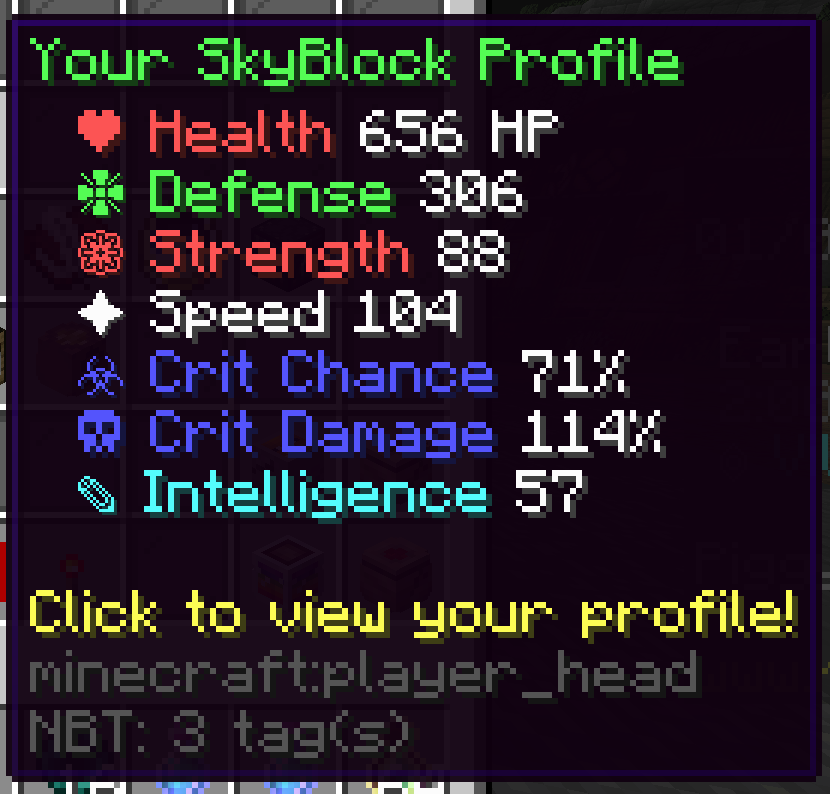 Your SkyBlock Profile
Health 656 HP
Defense 306
Strength 88
Speed 104
Crit Chance 71%
Crit Damage 114%
Intelligence 57
Click to view your profile!
minecraft:player_head
NBT: 3 tag(s)